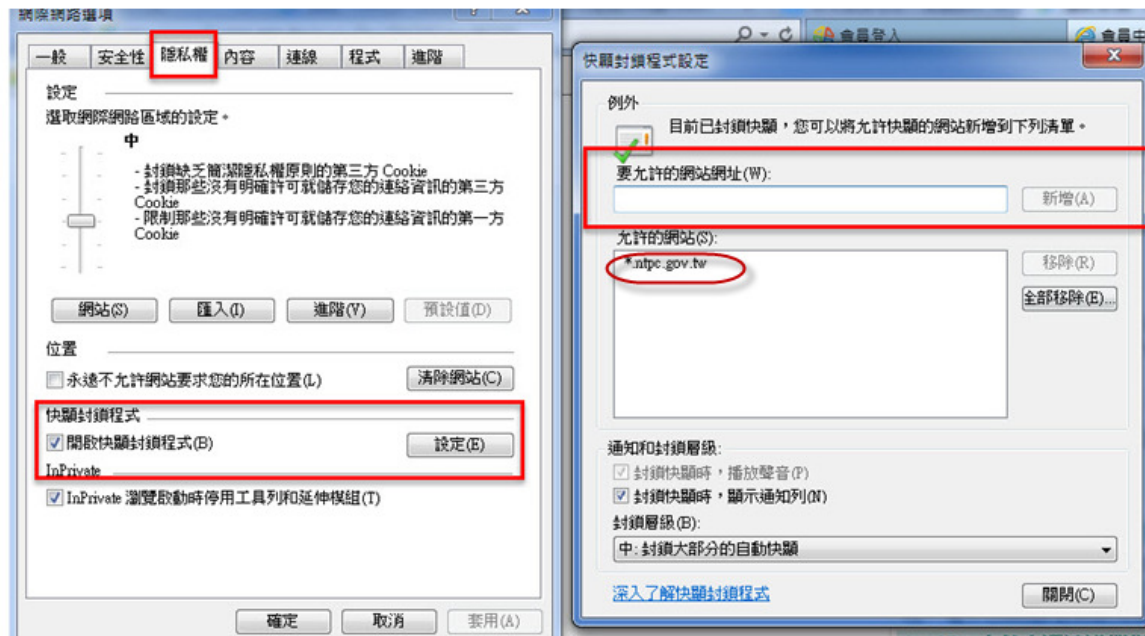 網際網路選項
一般
安全性
隱私權
內容
連線
程式
進階
設定
選取網際網路區域的設定。
中
- 封鎖缺乏簡潔隱私權原則的第三方 Cookie
- 封鎖那些沒有明確許可就儲存您的連絡資訊的第三方
Cookie
- 限制那些沒有明確許可就儲存您的連絡資訊的第一方
Cookie
網站(S)
匯入(I)
進階(V)
預設值(D)
位置
永遠不允許網站要求您的所在位置(L)
清除網站(C)
快顯封鎖程式
開啟快顯封鎖程式(B)
設定(E)
InPrivate
InPrivate 瀏覽啟動時停用工具列和延伸模組(T)
確定
取消
套用(A)
會員登入
會員中
快顯封鎖程式設定
例外
目前已封鎖快顯，您可以將允許快顯的網站新增到下列清單。
要允許的網站網址(W):
新增(A)
允許的網站(S):
*.ntpc.gov.tw
移除(R)
全部移除(E)...
通知和封鎖層級:
封鎖快顯時，播放聲音(P)
封鎖快顯時，顯示通知列(N)
封鎖層級(B):
中: 封鎖大部分的自動快顯
深入了解快顯封鎖程式
關閉(C)